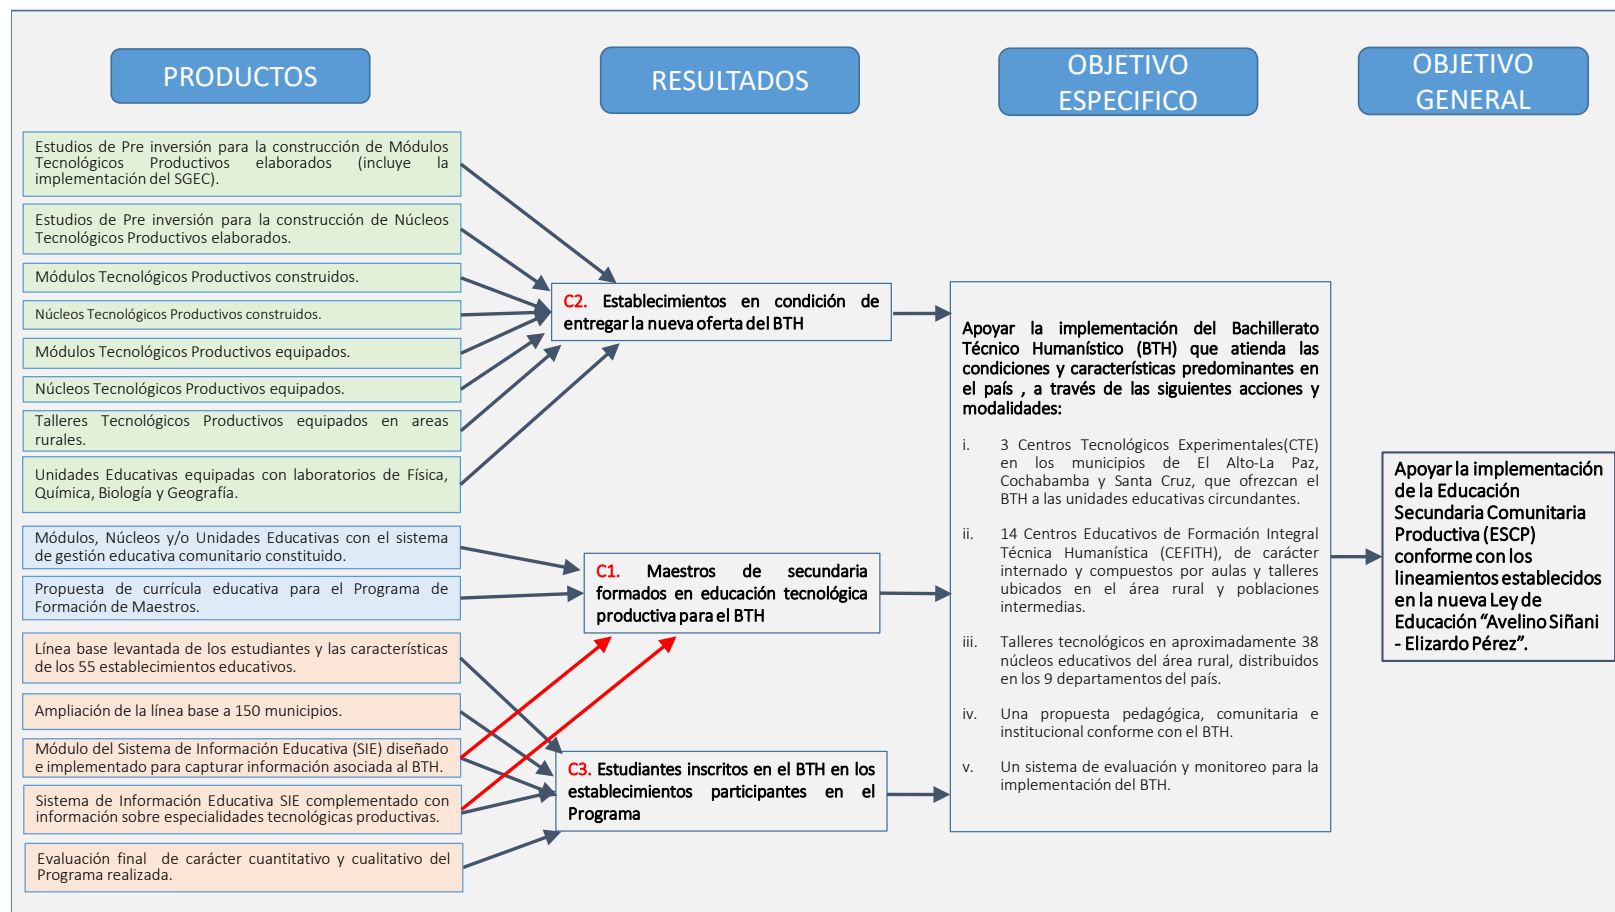 PRODUCTOS
RESULTADOS
OBJETIVO
ESPECIFICO
OBJETIVO
GENERAL
Estudios de Pre inversión para la construcción de Módulos
Tecnológicos Productivos elaborados (incluye la
implementación del SGEC).
Estudios de Pre inversión para la construcción de Núcleos
Tecnológicos Productivos elaborados.
Módulos Tecnológicos Productivos construidos.
Núcleos Tecnológicos Productivos construidos.
Módulos Tecnológicos Productivos equipados.
Núcleos Tecnológicos Productivos equipados.
Talleres Tecnológicos Productivos equipados en areas
rurales.
Unidades Educativas equipadas con laboratorios de Física,
Química, Biología y Geografía.
Módulos, Núcleos y/o Unidades Educativas con el sistema
de gestión educativa comunitario constituido.
Propuesta de currícula educativa para el Programa de
Formación de Maestros.
Línea base levantada de los estudiantes y las características
de los 55 establecimientos educativos.
Ampliación de la línea base a 150 municipios.
Módulo del Sistema de Información Educativa (SIE) diseñado
e implementado para capturar información asociada al BTH.
Sistema de Información Educativa SIE complementado con
información sobre especialidades tecnológicas productivas.
Evaluación final de carácter cuantitativo y cualitativo del
Programa realizada.
C2. Establecimientos en condición de
entregar la nueva oferta del BTH
C1. Maestros de secundaria
formados en educación tecnológica
productiva para el BTH
C3. Estudiantes inscritos en el BTH en los
establecimientos participantes en el
Programa
Apoyar la implementación del Bachillerato
Técnico Humanístico (BTH) que atienda las
condiciones y características predominantes en
el país , a través de las siguientes acciones y
modalidades:
i. 3 Centros Tecnológicos Experimentales(CTE)
en los municipios de El Alto-La Paz,
Cochabamba y Santa Cruz, que ofrezcan el
BTH a las unidades educativas circundantes.
ii. 14 Centros Educativos de Formación Integral
Técnica Humanística (CEFITH), de carácter
internado y compuestos por aulas y talleres
ubicados en el área rural y poblaciones
intermedias.
iii. Talleres tecnológicos en aproximadamente 38
núcleos educativos del área rural, distribuidos
en los 9 departamentos del país.
iv. Una propuesta pedagógica, comunitaria e
institucional conforme con el BTH.
v. Un sistema de evaluación y monitoreo para la
implementación del BTH.
Apoyar la implementación
de la Educación
Secundaria Comunitaria
Productiva (ESCP)
conforme con los
lineamientos establecidos
en la nueva Ley de
Educación “Avelino Siñani
- Elizardo Pérez”.